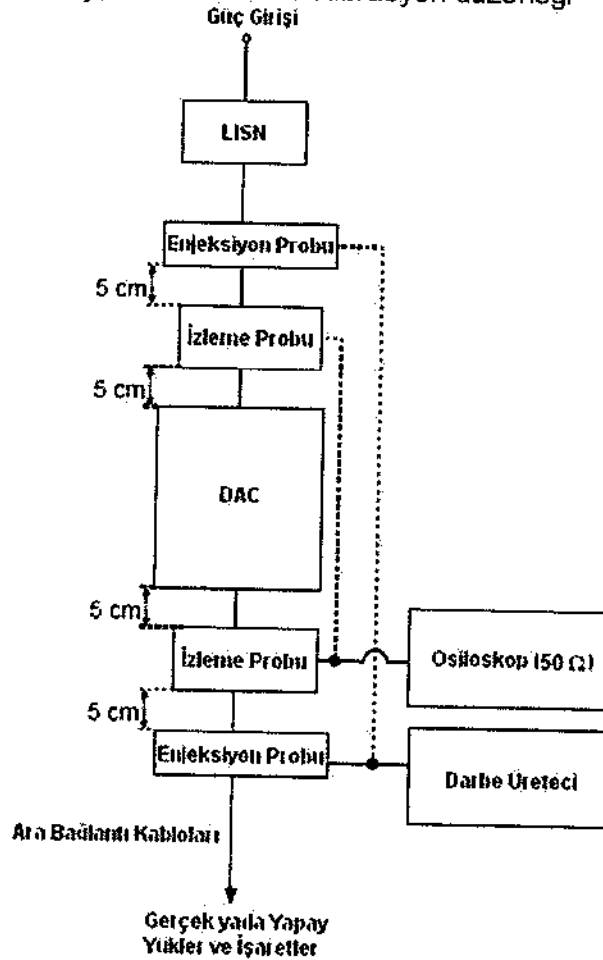 düzeneği
Güç Girişi
LISN
Enjeksiyon Probu
5 cm
İzleme Probu
5 cm
DAC
5 cm
İzleme Probu
Osiloskop (50 Ω)
5 cm
Enjeksiyon Probu
Darbe Üreteci
Ara Bağlantı Kabloları
Gerçek yada Yapay
Yükler ve İşaretler